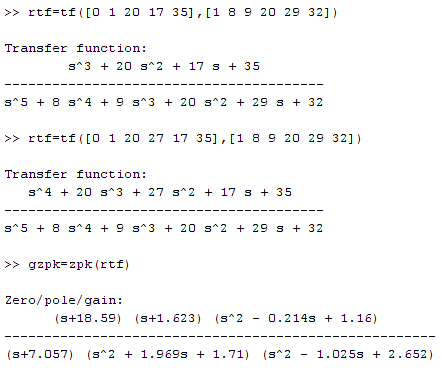 >> rtf=tf([0 1 20 17 35],[1 8 9 20 29 32])
Transfer function:
s^3 + 20 s^2 + 17 s + 35
----------------------------------------
s^5 + 8 s^4 + 9 s^3 + 20 s^2 + 29 s + 32
>> rtf=tf([0 1 20 27 17 35],[1 8 9 20 29 32])
Transfer function:
s^4 + 20 s^3 + 27 s^2 + 17 s + 35
----------------------------------------
s^5 + 8 s^4 + 9 s^3 + 20 s^2 + 29 s + 32
>> gzpk=zpk(rtf)
Zero/pole/gain:
(s+18.59) (s+1.623) (s^2 - 0.214s + 1.16)
------------------------------------------------------
(s+7.057) (s^2 + 1.969s + 1.71) (s^2 - 1.025s + 2.652)